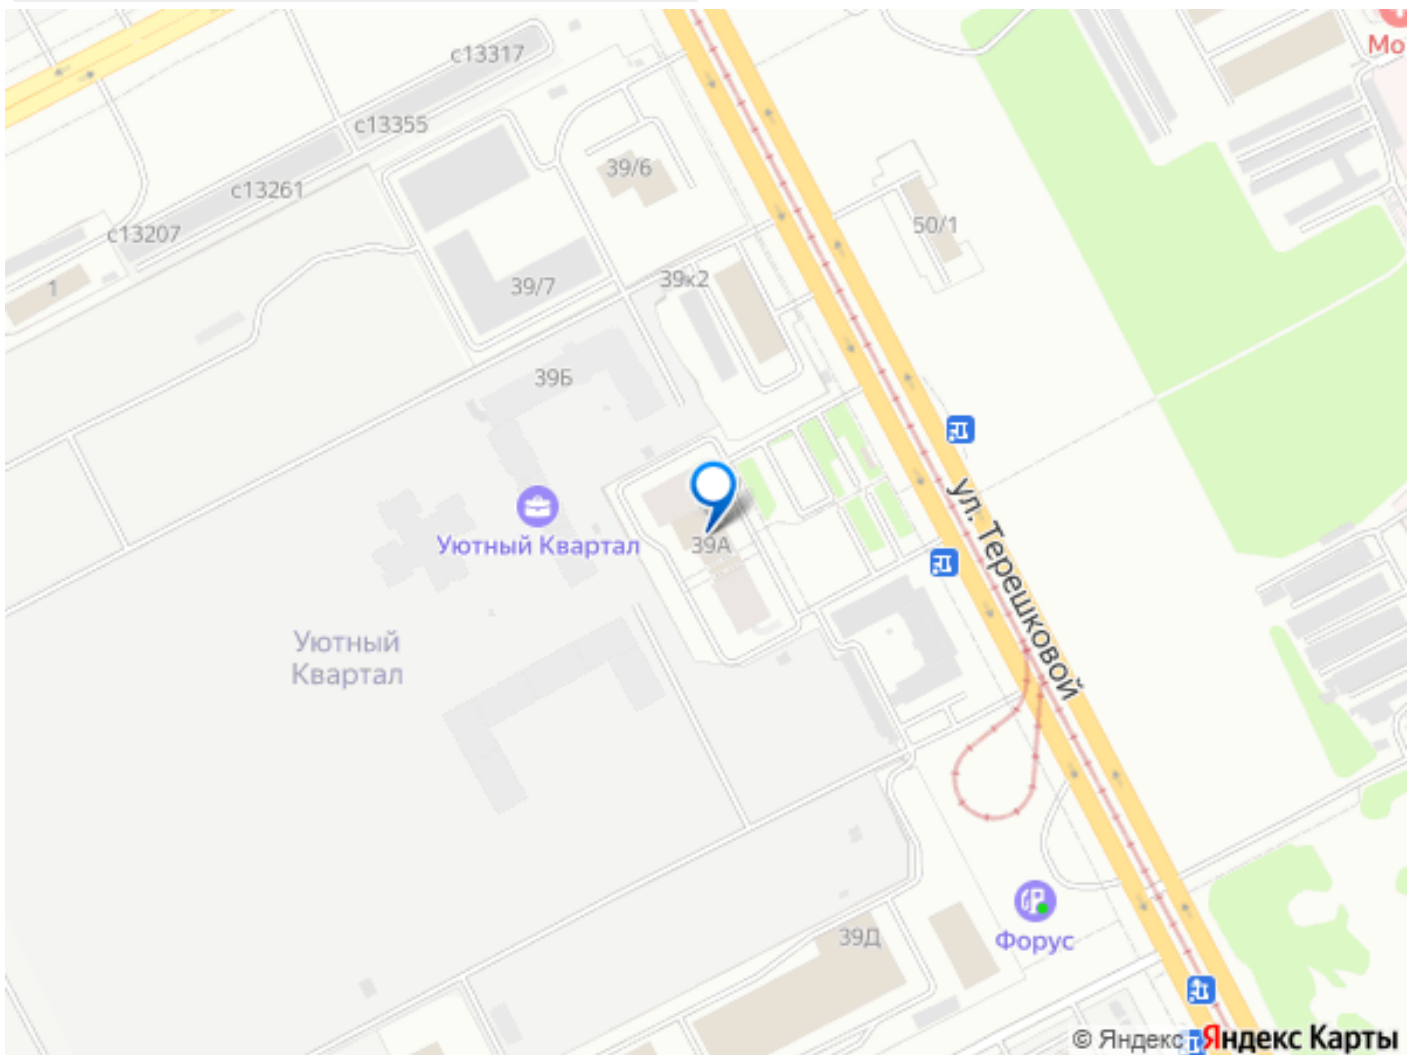 с13317
Мо
с13355
39/6
с13261
50/1
с13207
39к2
1
39/7
39Б
Уютный Квартал
39А
ул. Терешковой
Уютный
Квартал
39Д
Форус
© Яндекс Яндекс Карты